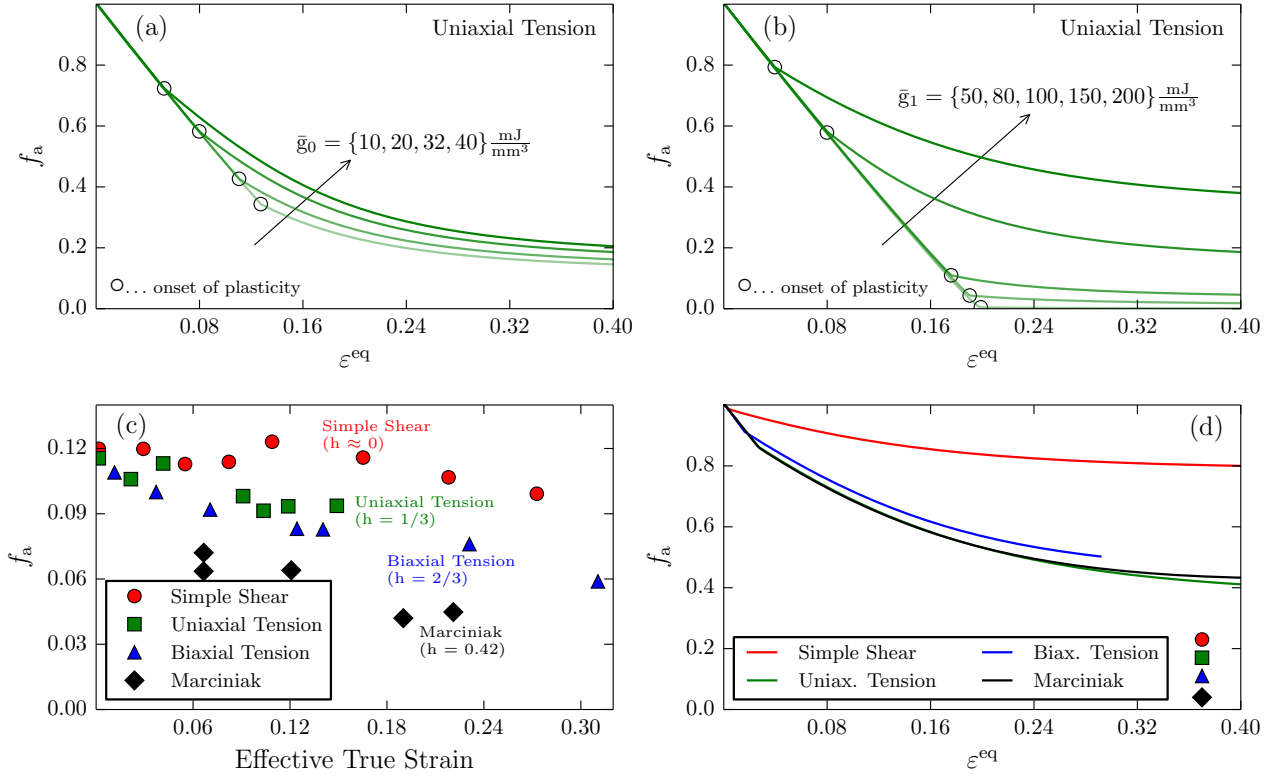 (a)
Uniaxial Tension
ḡ₀ = {10, 20, 32, 40} mJ/mm³
○... onset of plasticity
fₐ
0.8
0.6
0.4
0.2
0.0
0.08 0.16 0.24 0.32 0.40
ε^eq
(b)
Uniaxial Tension
ḡ₁ = {50, 80, 100, 150, 200} mJ/mm³
○... onset of plasticity
fₐ
0.8
0.6
0.4
0.2
0.0
0.08 0.16 0.24 0.32 0.40
ε^eq
(c)
Simple Shear
(h ≈ 0)
Uniaxial Tension
(h = 1/3)
Biaxial Tension
(h = 2/3)
Marciniak
(h = 0.42)
Simple Shear
Uniaxial Tension
Biaxial Tension
Marciniak
fₐ
0.12
0.09
0.06
0.03
0.00
0.06 0.12 0.18 0.24 0.30
Effective True Strain
(d)
Simple Shear
Uniax. Tension
Biax. Tension
Marciniak
fₐ
0.8
0.6
0.4
0.2
0.0
0.08 0.16 0.24 0.32 0.40
ε^eq